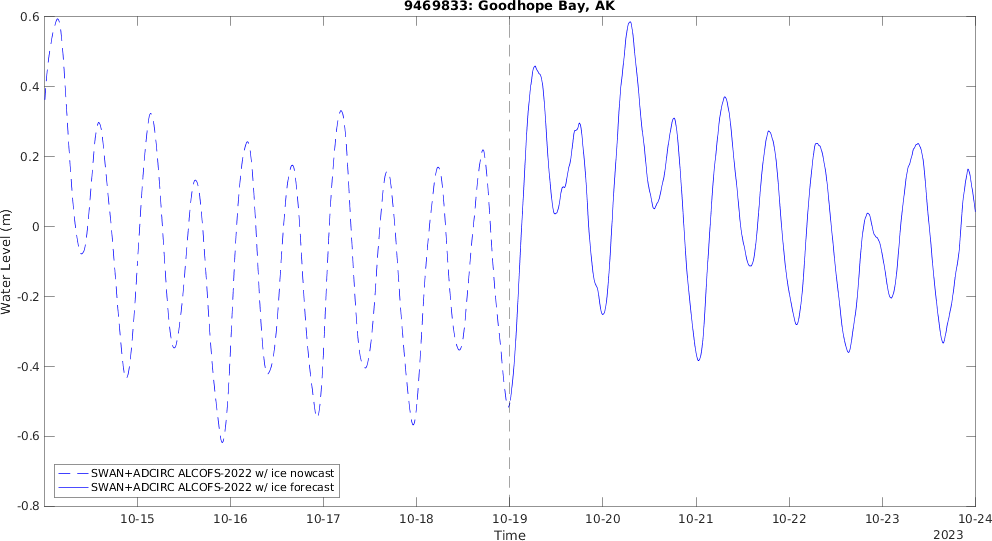 9469833: Goodhope Bay, AK
0.6
0.4
0.2
0
-0.2
-0.4
-0.6
-0.8
Water Level (m)
SWAN+ADCIRC ALCOFS-2022 w/ ice nowcast
SWAN+ADCIRC ALCOFS-2022 w/ ice forecast
10-15 10-16 10-17 10-18 10-19 10-20 10-21 10-22 10-23 10-24
Time
2023